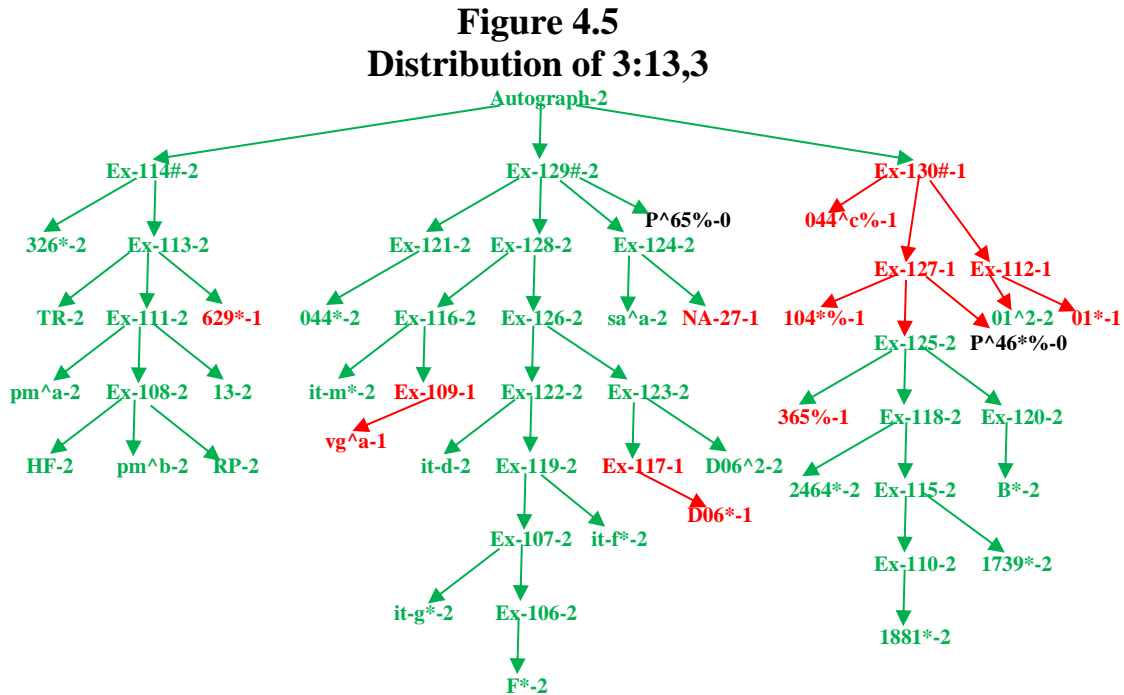 Figure 4.5
Distribution of 3:13,3
Autograph-2
Ex-114#-2 Ex-129#-2 Ex-130#-1
P^65%-0 044^c%-1
326*-2 Ex-113-2 Ex-121-2 Ex-128-2 Ex-124-2
Ex-127-1 Ex-112-1
TR-2 Ex-111-2 629*-1 044*-2 Ex-116-2 Ex-126-2 sa^a-2 NA-27-1 104*%-1 01^2-2 01*-1
Ex-125-2 P^46*%-0
pm^a-2 Ex-108-2 13-2 it-m*-2 Ex-109-1 Ex-122-2 Ex-123-2
365%-1 Ex-118-2 Ex-120-2
vg^a-1
HF-2 pm^b-2 RP-2 it-d-2 Ex-119-2 Ex-117-1 D06^2-2
2464*-2 Ex-115-2 B*-2
D06*-1
Ex-107-2 it-f*-2
Ex-110-2 1739*-2
it-g*-2 Ex-106-2
1881*-2
F*-2